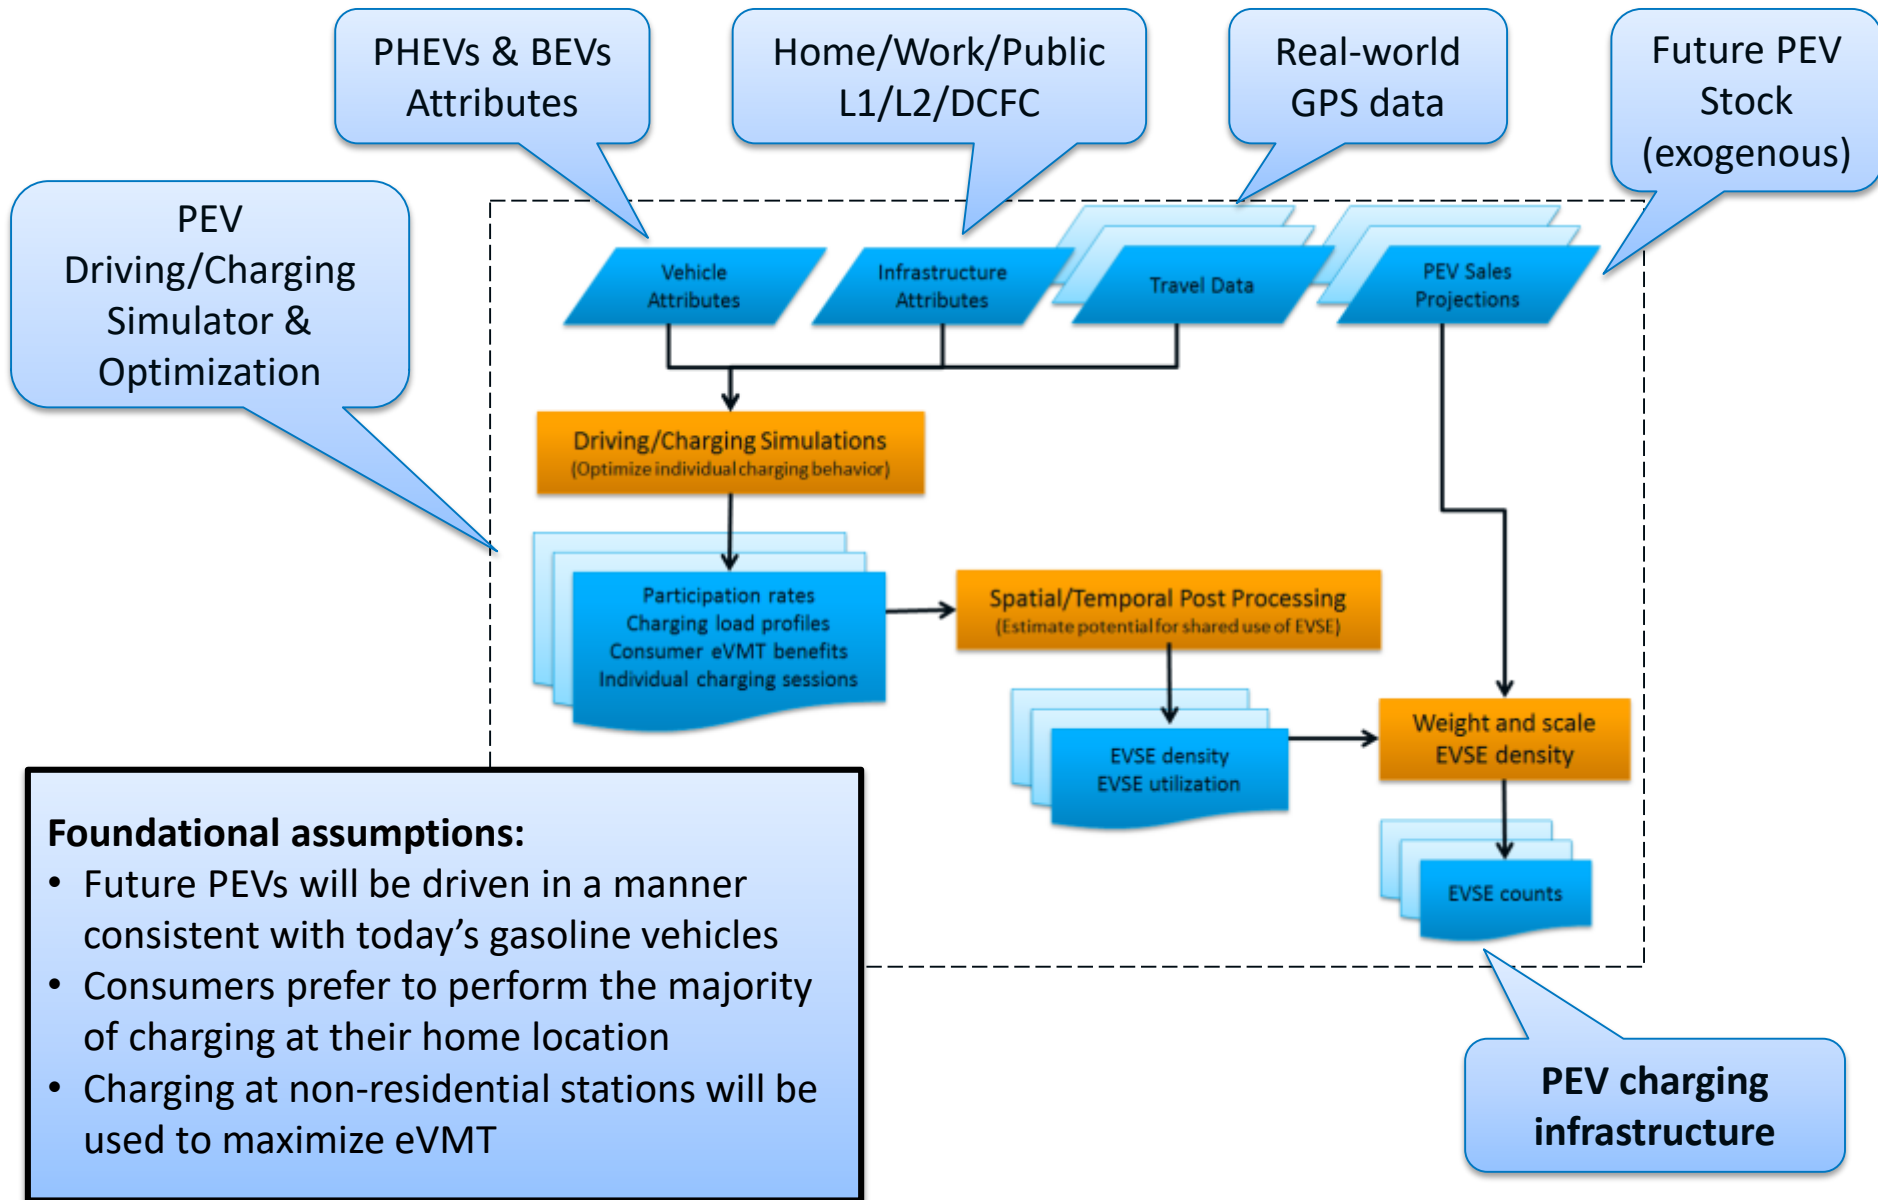 PHEVs & BEVs
Attributes
Home/Work/Public
L1/L2/DCFC
Real-world
GPS data
Future PEV
Stock
(exogenous)
PEV
Driving/Charging
Simulator &
Optimization
Vehicle
Attributes
Infrastructure
Attributes
Travel Data
PEV Sales
Projections
Driving/Charging Simulations
(Optimize individual charging behavior)
Participation rates
Charging load profiles
Consumer eVMT benefits
Individual charging sessions
Spatial/Temporal Post Processing
(Estimate potential for shared use of EVSE)
EVSE density
EVSE utilization
Weight and scale
EVSE density
EVSE counts
Foundational assumptions:
• Future PEVs will be driven in a manner
consistent with today’s gasoline vehicles
• Consumers prefer to perform the majority
of charging at their home location
• Charging at non-residential stations will be
used to maximize eVMT
PEV charging
infrastructure